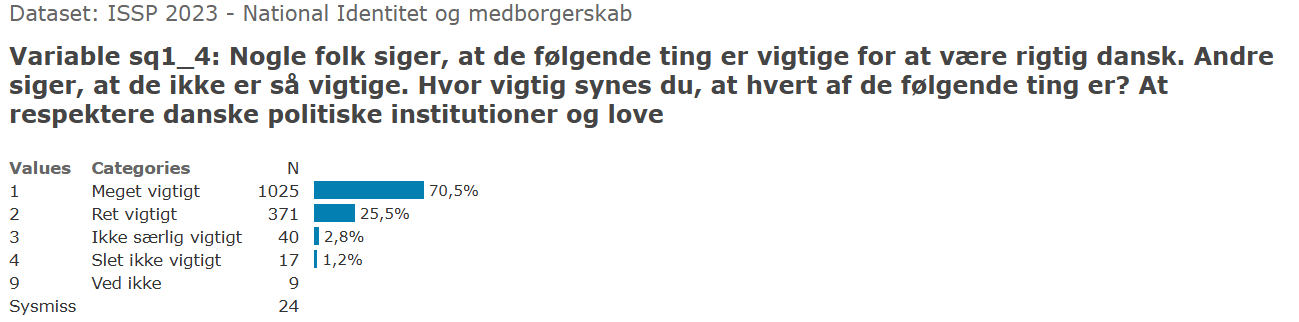 Dataset: ISSP 2023 - National Identitet og medborgerskab
Variable sq1_4: Nogle folk siger, at de følgende ting er vigtige for at være rigtig dansk. Andre
siger, at de ikke er så vigtige. Hvor vigtig synes du, at hvert af de følgende ting er? At
respektere danske politiske institutioner og love
Values Categories N
1 Meget vigtigt 1025 70,5%
2 Ret vigtigt 371 25,5%
3 Ikke særlig vigtigt 40 2,8%
4 Slet ikke vigtigt 17 1,2%
9 Ved ikke 9
Sysmiss 24